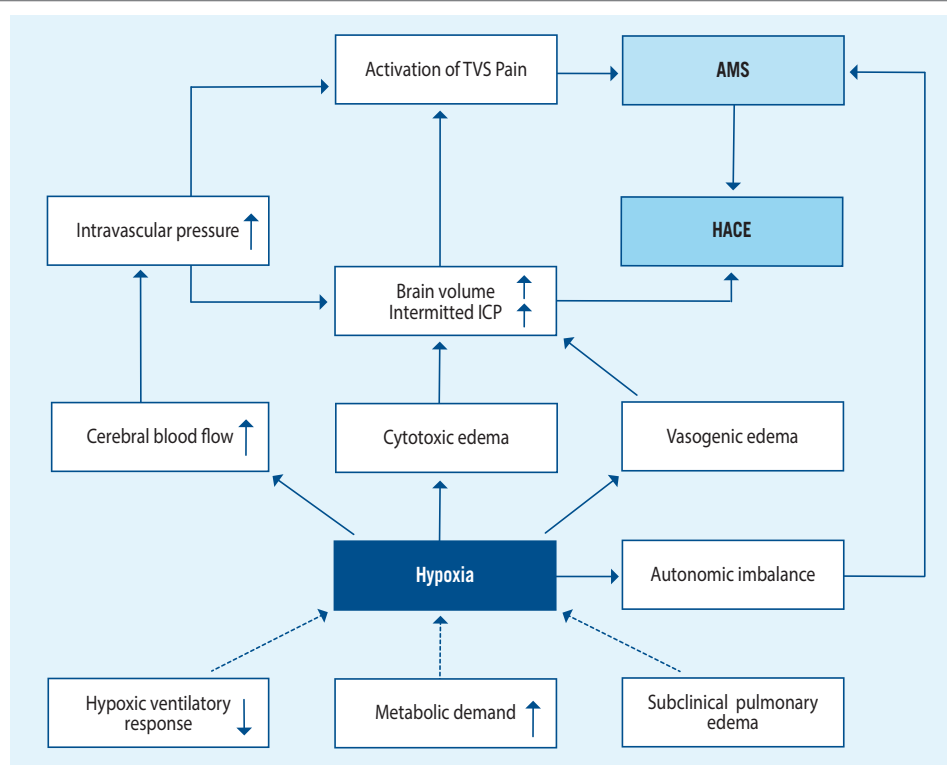 Activation of TVS Pain
AMS
Intravascular pressure
HACE
Brain volume
Intermitted ICP
Cerebral blood flow
Cytotoxic edema
Vasogenic edema
Hypoxia
Autonomic imbalance
Hypoxic ventilatory
response
Metabolic demand
Subclinical pulmonary
edema